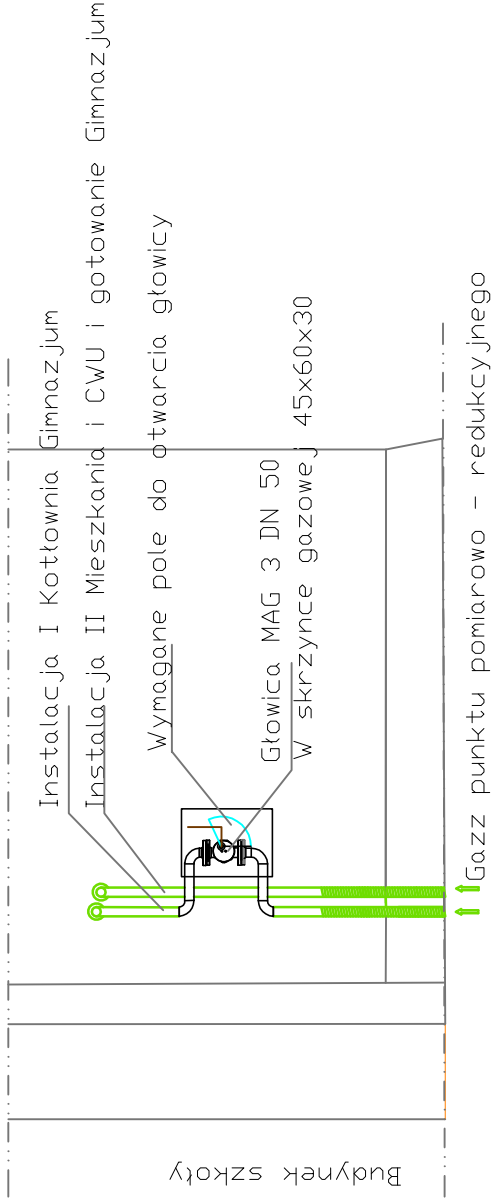 Instalacja I Kotłownia Gimnazjum
Instalacja II Mieszkania i CWU i gotowanie Gimnazjum
Wymagane pole do otwarcia głowicy
Głowica MAG 3 DN 50
W skrzynce gazowej 45x60x30
Gazz punktu pomiarowo - redukcyjnego
Budynek szkoły